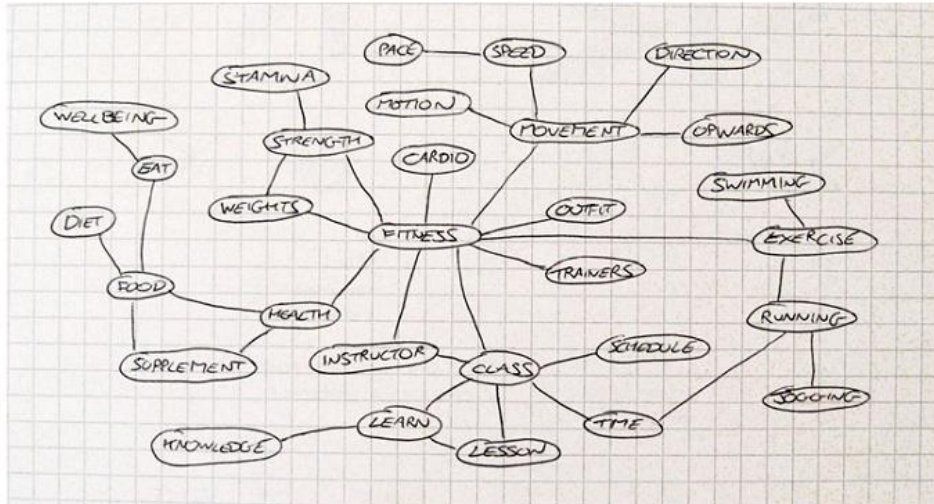 PACE
SPEED
DIRECTION
STAMINA
MOTION
MOVEMENT
UPWARDS
WELLBEING
STRENGTH
CARDIO
EAT
SWIMMING
WEIGHTS
OUTFIT
DIET
FITNESS
EXERCISE
TRAINERS
FOOD
HEALTH
RUNNING
INSTRUCTOR
SCHEDULE
SUPPLEMENT
CLASS
JOGGING
LEARN
TIME
KNOWLEDGE
LESSON